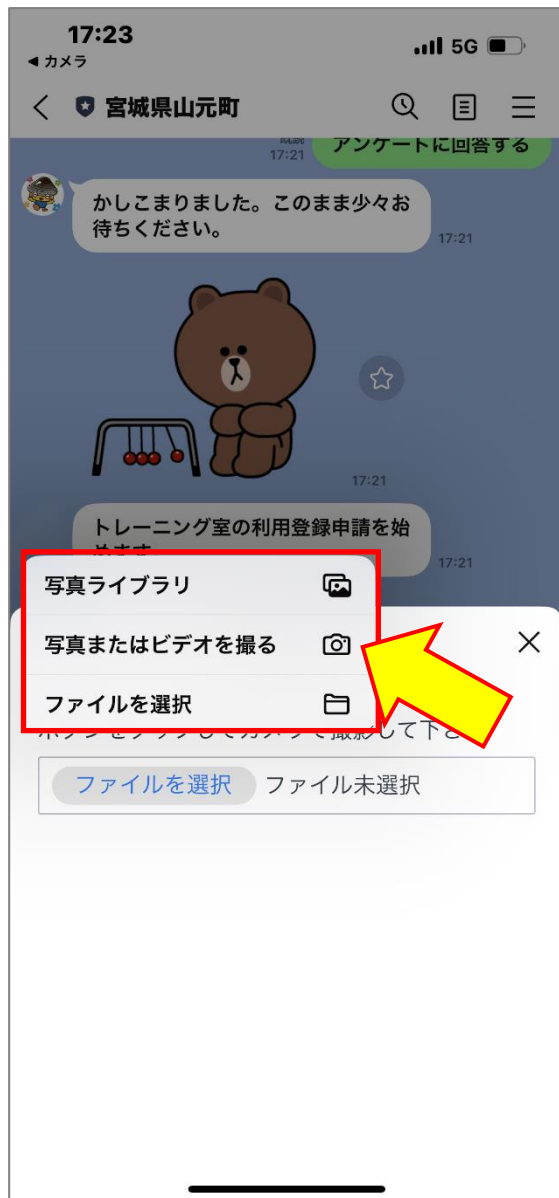 17:23
5G
◀ カメラ
宮城県山元町
アンケートに回答する
17:21
かしこまりました。このまま少々お
待ちください。
17:21
17:21
トレーニング室の利用登録申請を始
17:21
写真ライブラリ
写真またはビデオを撮る
ファイルを選択
ファイルを選択 ファイル未選択